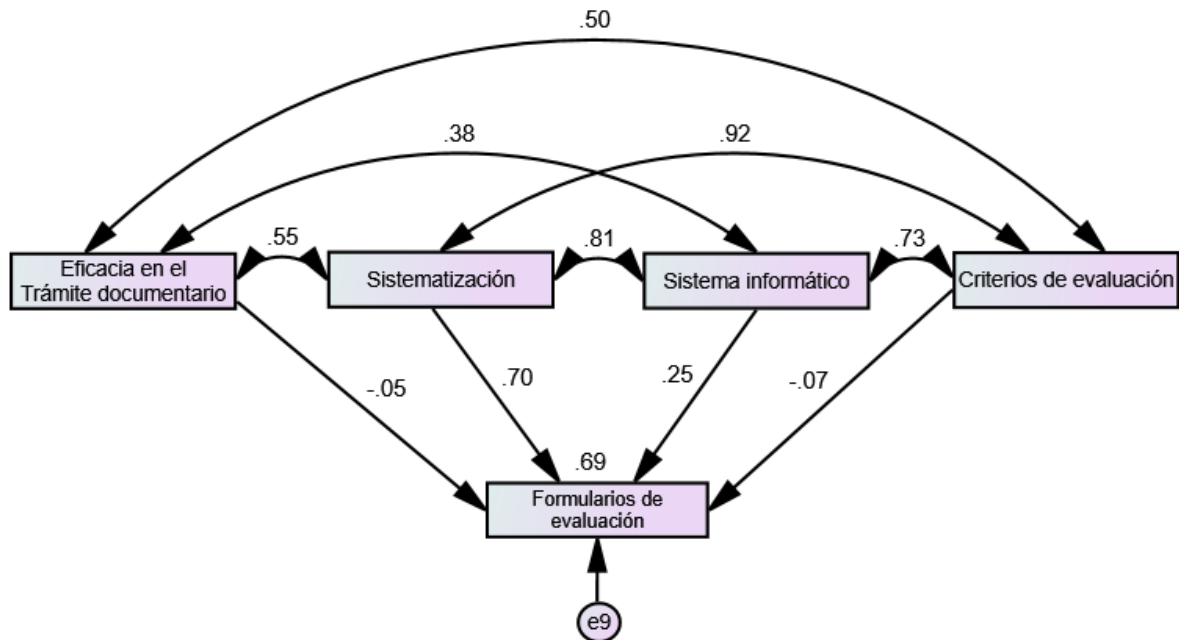 .50
.38
.92
.55
.81
.73
Eficacia en el
Trámite documentario
Sistematización
Sistema informático
Criterios de evaluación
-.05
.70
.25
-.07
.69
Formularios de
evaluación
e9